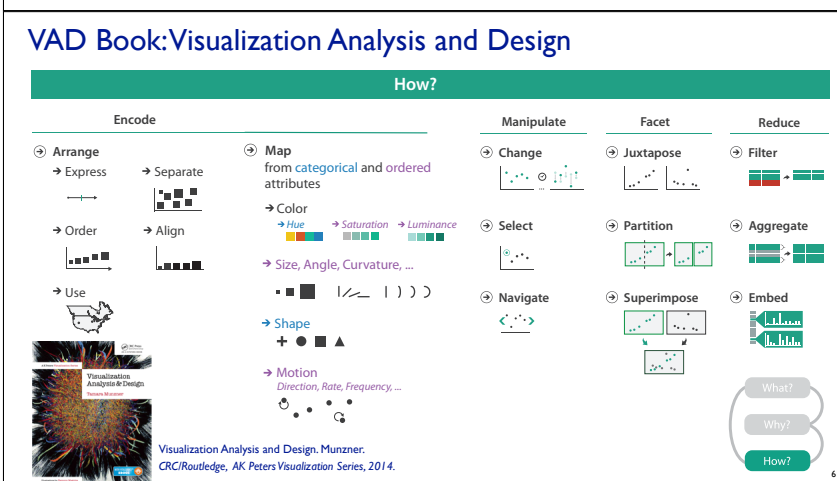 VAD Book: Visualization Analysis and Design
How?
Encode
Arrange
Express
Separate
Order
Align
Use
Map
from categorical and ordered
attributes
Color
Hue
Saturation
Luminance
Size, Angle, Curvature, ...
Shape
Motion
Direction, Rate, Frequency, ...
Manipulate
Change
...
Select
Navigate
Facet
Juxtapose
Partition
Superimpose
Reduce
Filter
Aggregate
Embed
Visualization
Analysis & Design
Tamara Munzner
Visualization Analysis and Design. Munzner.
CRC/Routledge, AK Peters Visualization Series, 2014.
What?
Why?
How?
6